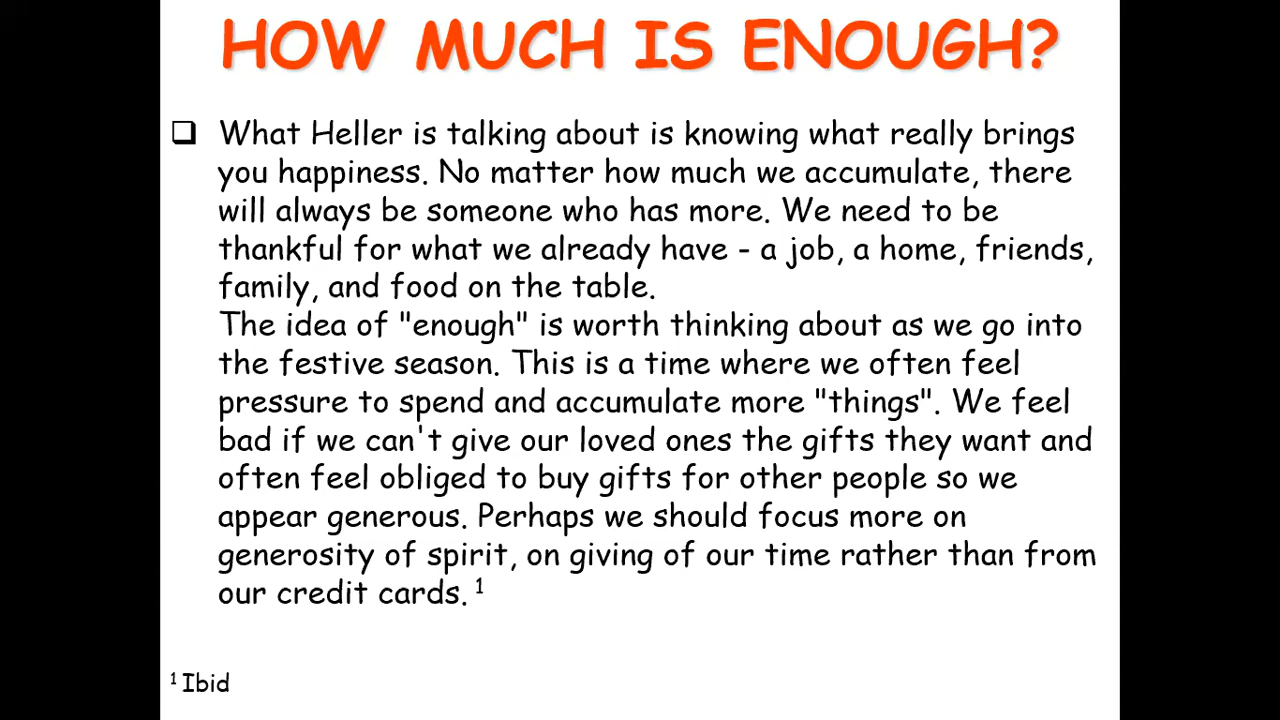 HOW MUCH IS ENOUGH?
❑ What Heller is talking about is knowing what really brings
you happiness. No matter how much we accumulate, there
will always be someone who has more. We need to be
thankful for what we already have - a job, a home, friends,
family, and food on the table.
The idea of "enough" is worth thinking about as we go into
the festive season. This is a time where we often feel
pressure to spend and accumulate more "things". We feel
bad if we can't give our loved ones the gifts they want and
often feel obliged to buy gifts for other people so we
appear generous. Perhaps we should focus more on
generosity of spirit, on giving of our time rather than from
our credit cards. ¹
¹ Ibid